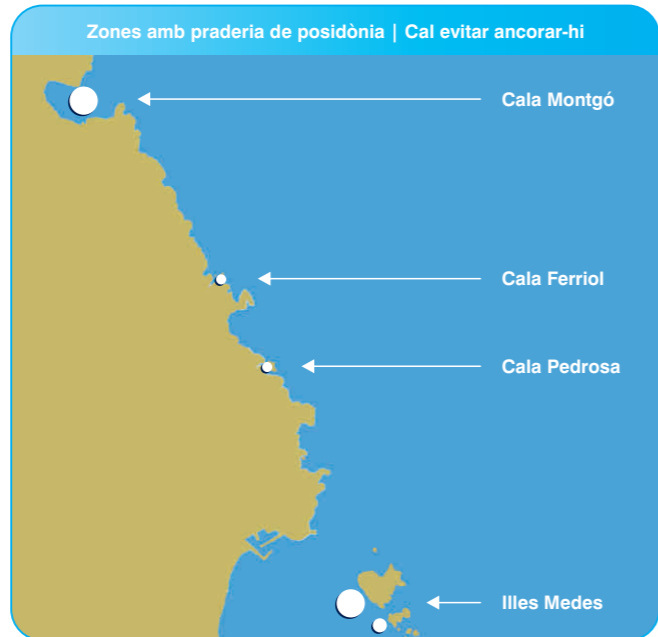 Zones amb praderia de posidònia | Cal evitar ancorar-hi
Cala Montgó
Cala Ferriol
Cala Pedrosa
Illes Medes